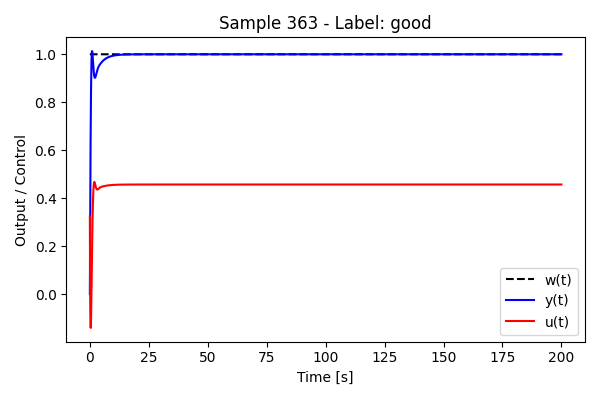 Sample 363 - Label: good
Output / Control
1.0
0.8
0.6
0.4
0.2
0.0
w(t)
y(t)
u(t)
0 25 50 75 100 125 150 175 200
Time [s]